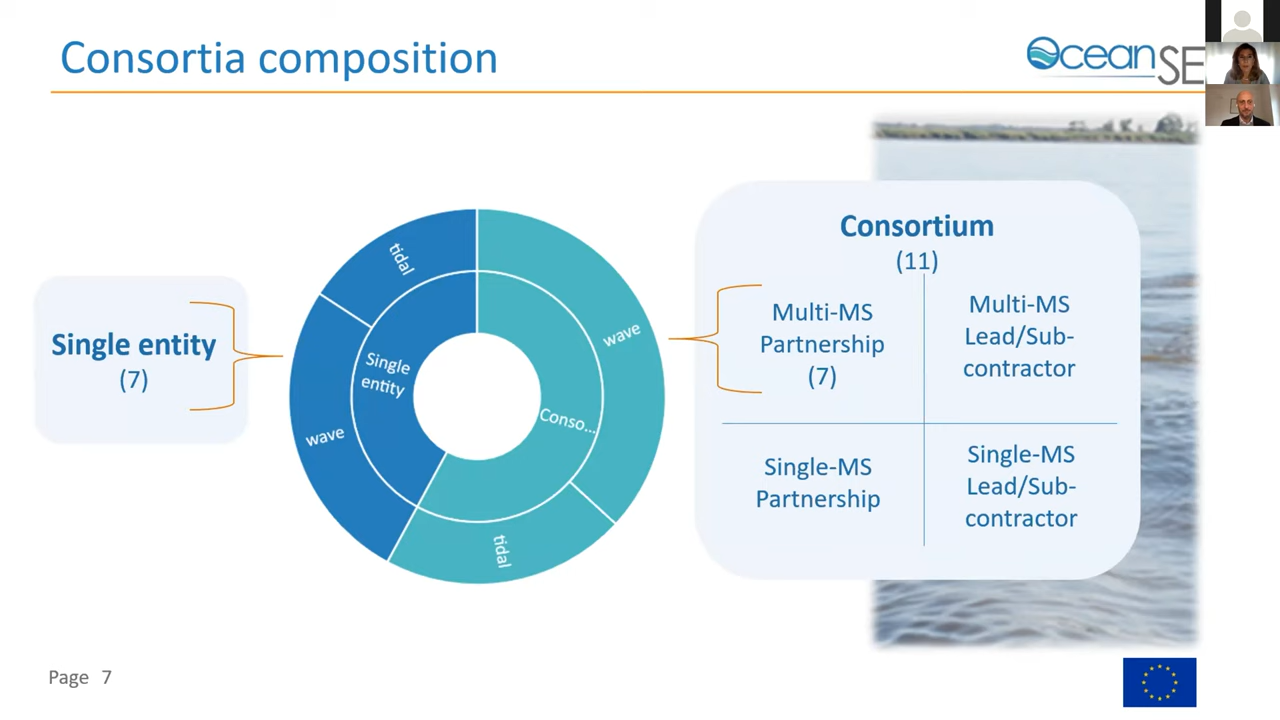 Consortia composition
OceanSE
Single entity
(7)
tidal
wave
Single
entity
wave
Conso...
tidal
Consortium
(11)
Multi-MS
Partnership
(7)
Multi-MS
Lead/Sub-
contractor
Single-MS
Partnership
Single-MS
Lead/Sub-
contractor
Page 7